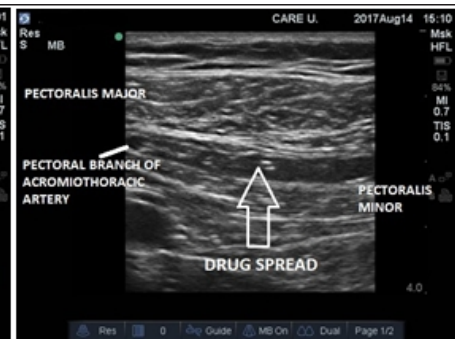 CARE U. 2017Aug14 15:10
Res
S MB
Msk
HFL
84%
MI
0.7
TIS
0.1
PECTORALIS MAJOR
PECTORAL BRANCH OF
ACROMIOTHORACIC
ARTERY
PECTORALIS
MINOR
DRUG SPREAD
4.0
Res 0 Guide MB On Dual Page 1/2